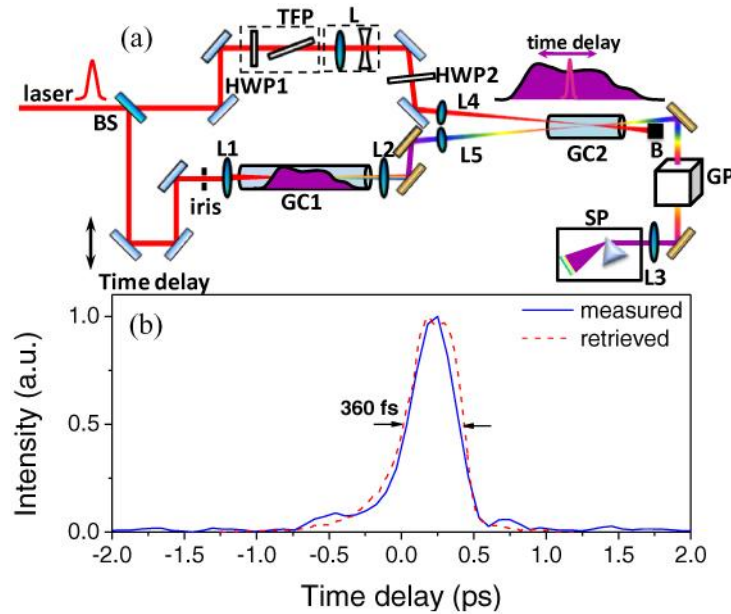 (a)
TFP
L
time delay
HWP1
HWP2
laser
BS
L4
L1
L2
L5
GC2
B
GP
iris
GC1
SP
L3
Time delay
(b)
measured
retrieved
360 fs
Intensity (a.u.)
1.0
0.5
0.0
-2.0 -1.5 -1.0 -0.5 0.0 0.5 1.0 1.5 2.0
Time delay (ps)